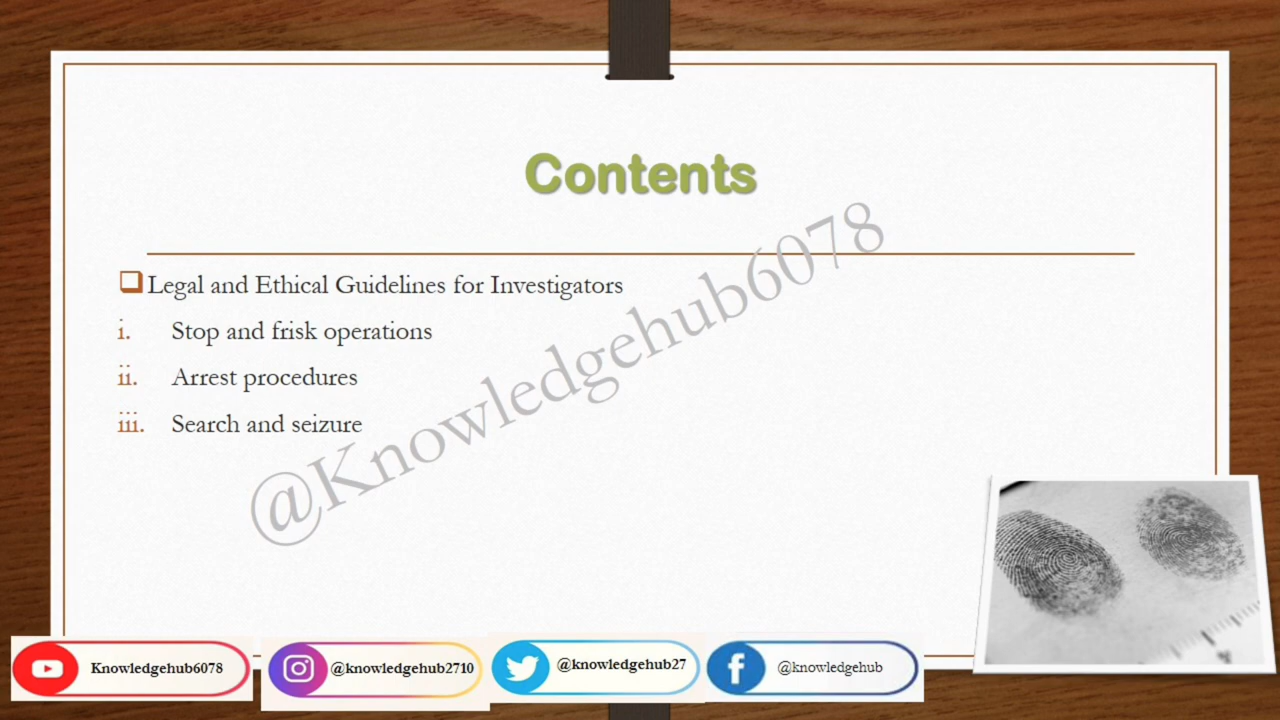 Contents
❑Legal and Ethical Guidelines for Investigators
i. Stop and frisk operations
ii. Arrest procedures
iii. Search and seizure
@Knowledgehub6078
Knowledgehub6078
@knowledgehub2710
@knowledgehub27
@knowledgehub